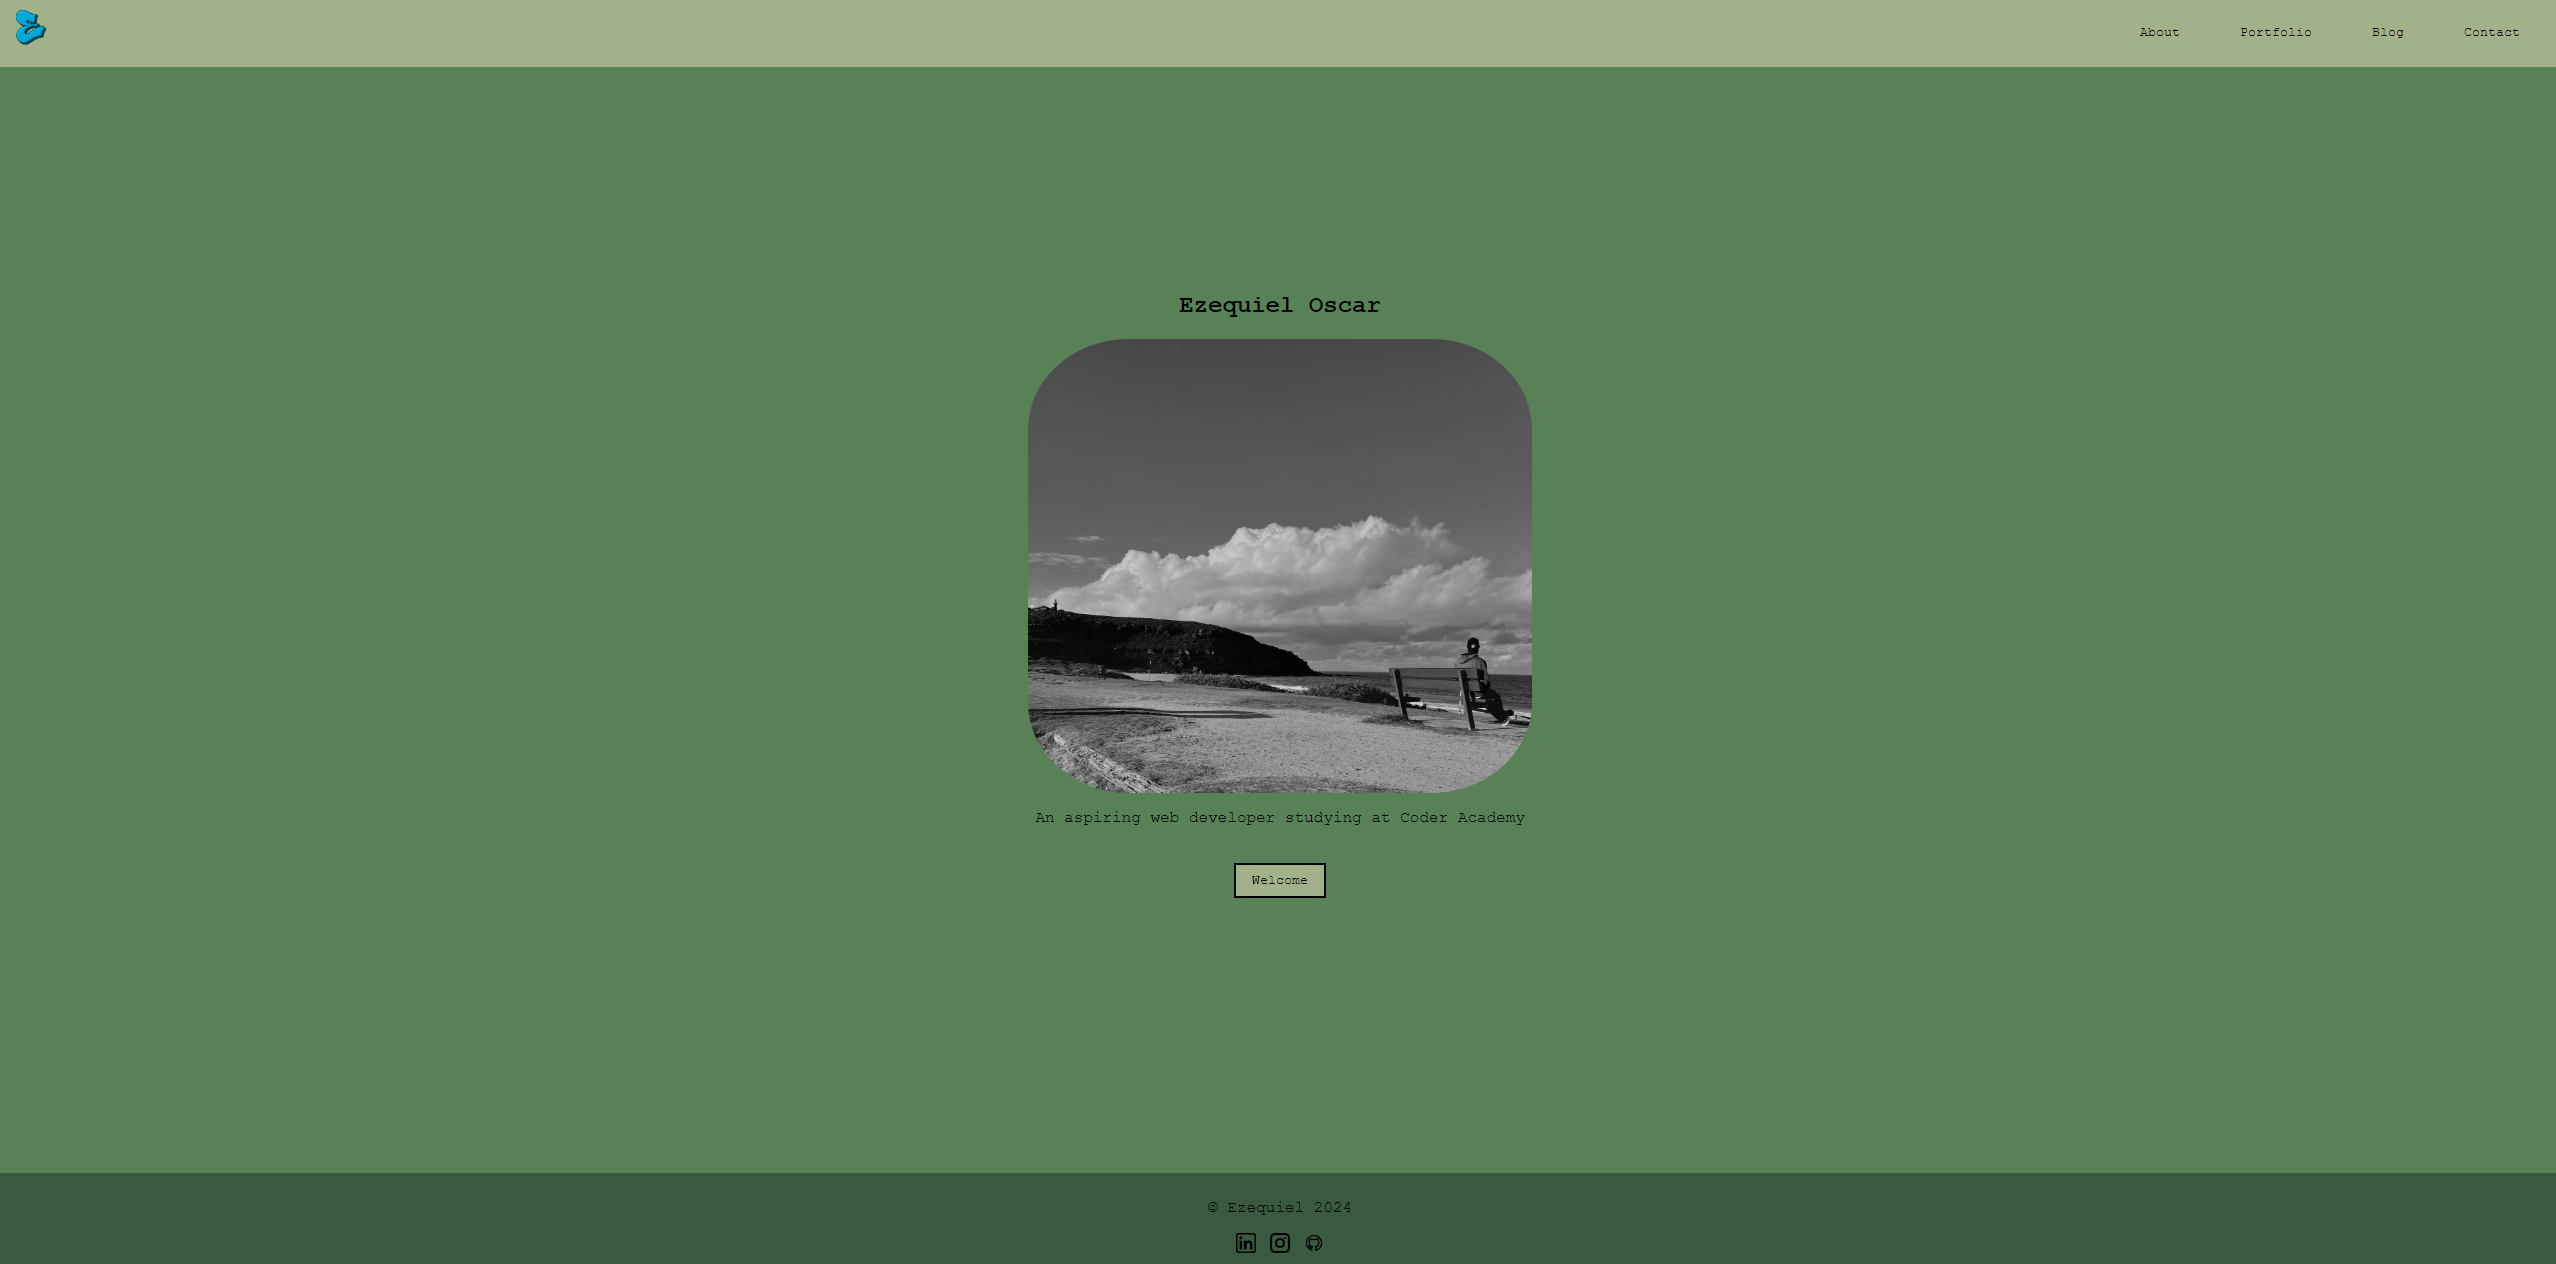 About Portfolio Blog Contact
Ezequiel Oscar
An aspiring web developer studying at Coder Academy
Welcome
© Ezequiel 2024